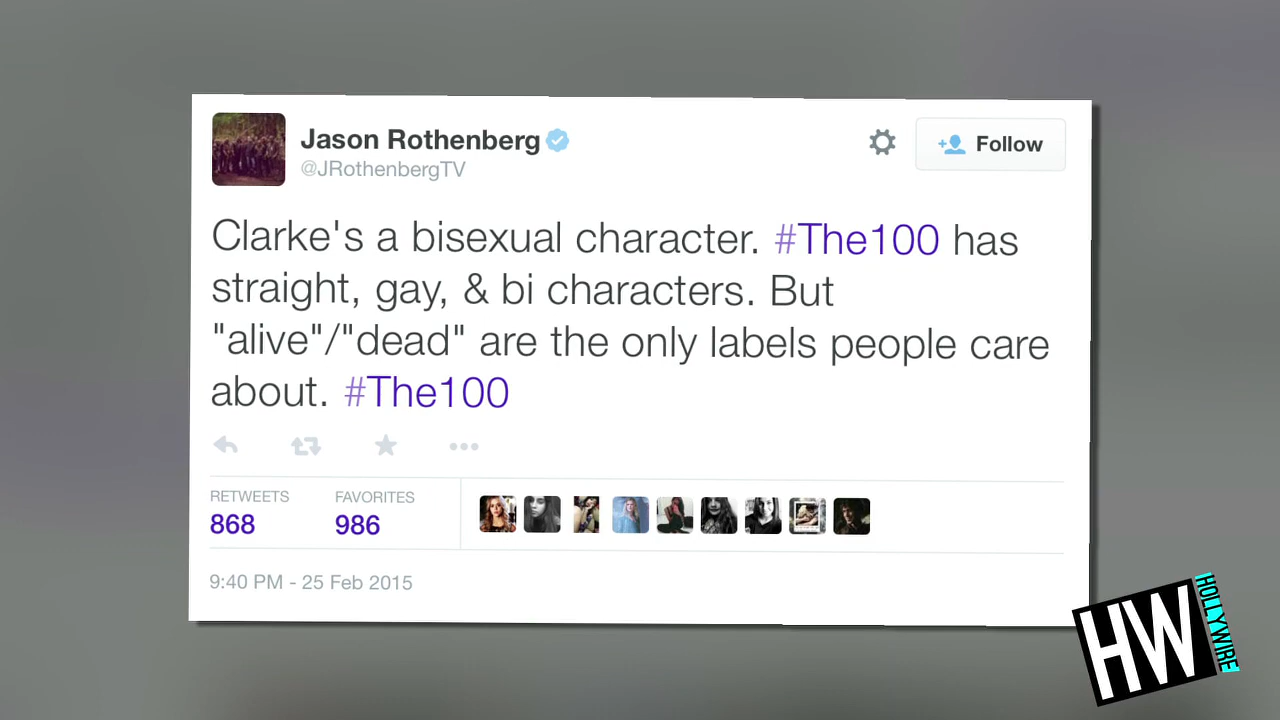 Jason Rothenberg
@JRothenbergTV
Follow
Clarke's a bisexual character. #The100 has
straight, gay, & bi characters. But
"alive"/"dead" are the only labels people care
about. #The100
RETWEETS FAVORITES
868 986
9:40 PM - 25 Feb 2015
HW HOLLYWIRE